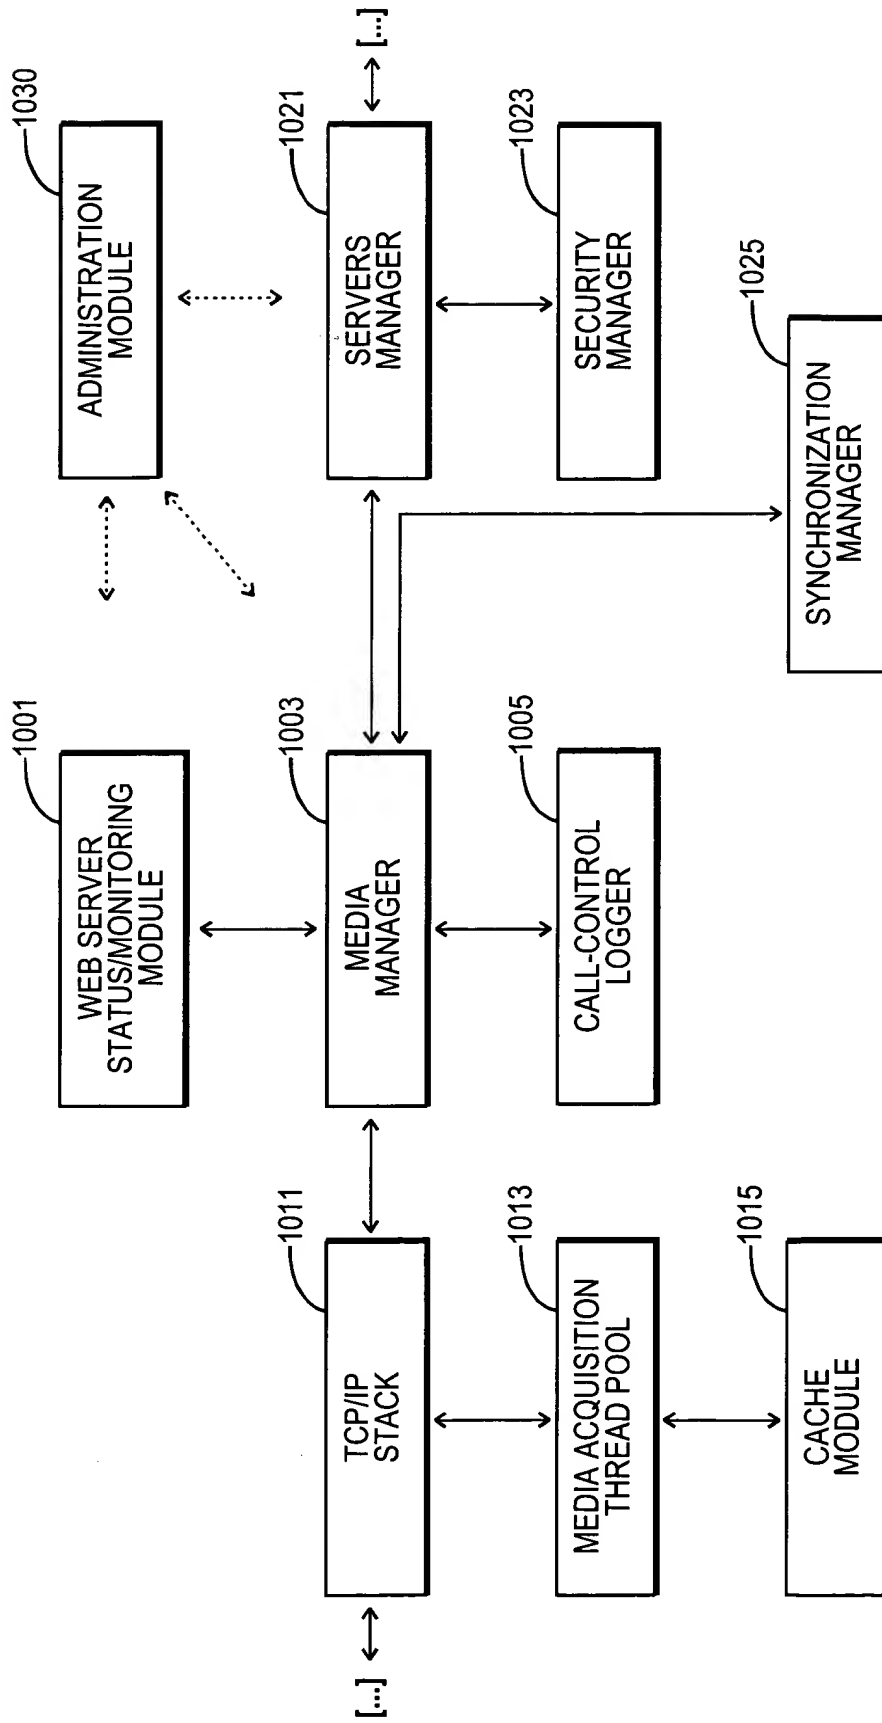 1001
WEB SERVER
STATUS/MONITORING
MODULE
1030
ADMINISTRATION
MODULE
[...]
1011
TCP/IP
STACK
1003
MEDIA
MANAGER
1021
SERVERS
MANAGER
[...]
1013
MEDIA ACQUISITION
THREAD POOL
1005
CALL-CONTROL
LOGGER
1023
SECURITY
MANAGER
1015
CACHE
MODULE
1025
SYNCHRONIZATION
MANAGER